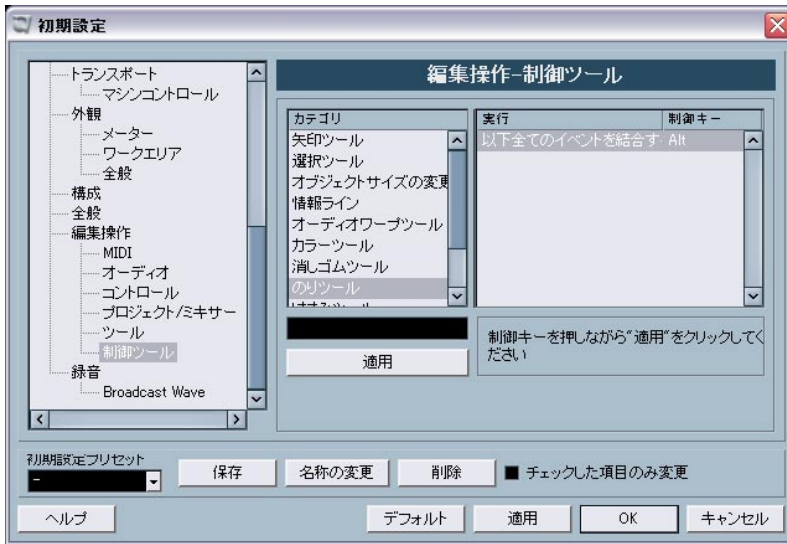 初期設定
トランスポート
マシンコントロール
外観
メーター
ワークエリア
全般
構成
全般
編集操作
MIDI
オーディオ
コントロール
プロジェクト/ミキサー
ツール
制御ツール
録音
Broadcast Wave
編集操作-制御ツール
カテゴリ
矢印ツール
選択ツール
オブジェクトサイズの変更
情報ライン
オーディオワープツール
カラーツール
消しゴムツール
のりツール
実行 制御キー
以下全てのイベントを結合す· Alt
適用
制御キーを押しながら“適用”をクリックしてく
ださい
初期設定プリセット
-
保存 名称の変更 削除 チェックした項目のみ変更
ヘルプ デフォルト 適用 OK キャンセル